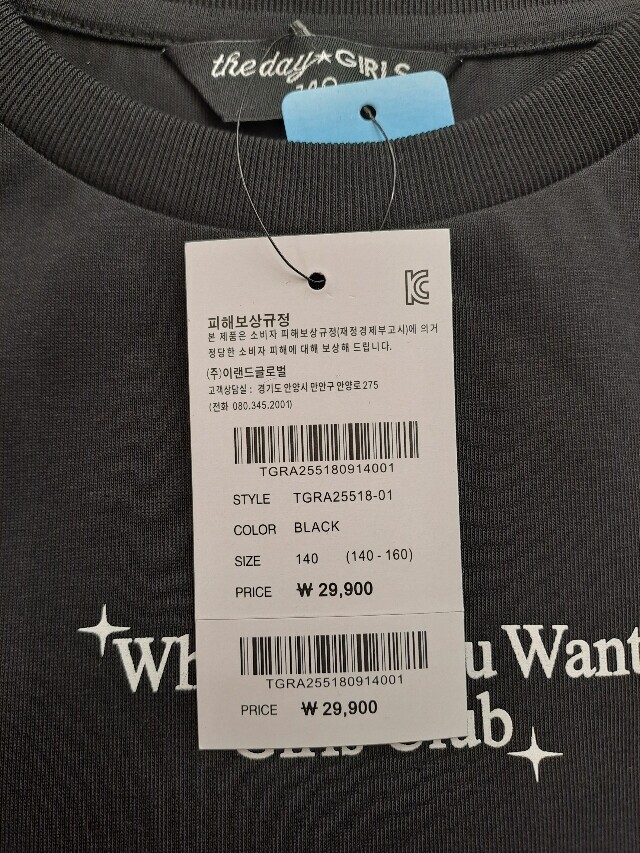 the day★GIRLS
140
피해보상규정
본 제품은 소비자 피해보상규정(재정경제부고시)에 의거
정당한 소비자 피해에 대해 보상해 드립니다.
(주)이랜드글로벌
고객상담실 : 경기도 안양시 만안구 안양로 275
(전화 080.345.2001)
TGRA255180914001
STYLE TGRA25518-01
COLOR BLACK
SIZE 140 (140 - 160)
PRICE ₩ 29,900
u Want
TGRA255180914001
PRICE ₩ 29,900
Girls Club